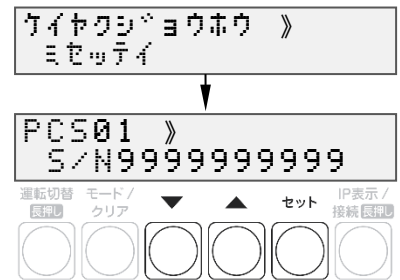 ケイヤクジョウホウ 》
ミセッテイ
PCS01 》
S/N9999999999
運転切替 長押し
モード/クリア
▼
▲
セット
IP表示/接続 長押し